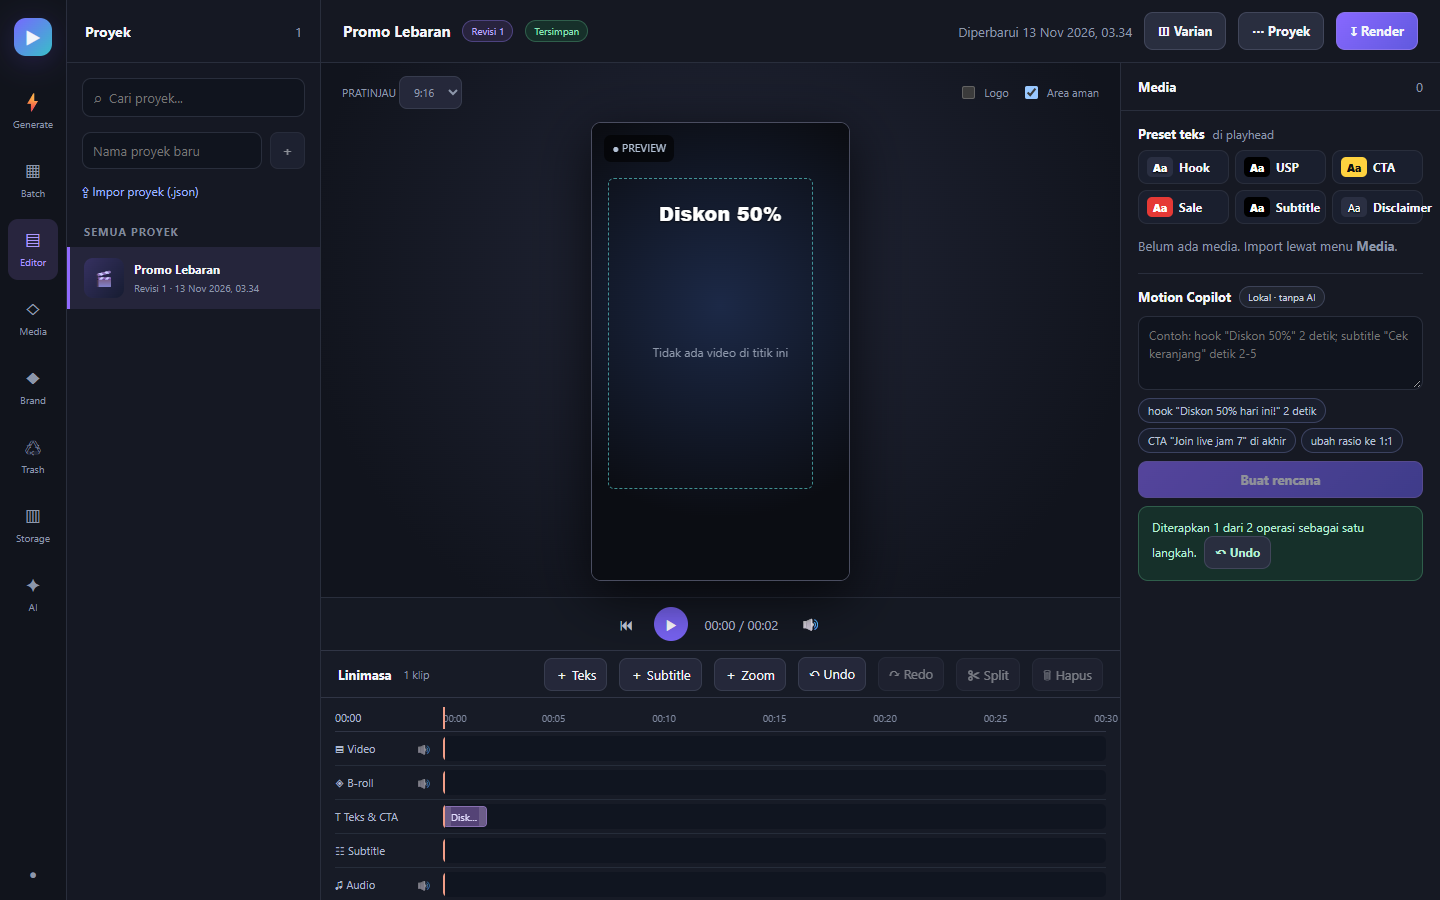 Generate
Batch
Editor
Media
Brand
Trash
Storage
AI
Proyek 1
Cari proyek...
Nama proyek baru
+
Impor proyek (.json)
SEMUA PROYEK
Promo Lebaran
Revisi 1 · 13 Nov 2026, 03.34
Promo Lebaran Revisi 1 Tersimpan
Diperbarui 13 Nov 2026, 03.34 Varian ··· Proyek Render
PRATINJAU 9:16 Logo Area aman
● PREVIEW
Diskon 50%
Tidak ada video di titik ini
00:00 / 00:02
Linimasa 1 klip + Teks + Subtitle + Zoom Undo Redo Split Hapus
00:00 00:00 00:05 00:10 00:15 00:20 00:25 00:30
Video
B-roll
T Teks & CTA Disk...
Subtitle
Audio
Media 0
Preset teks di playhead
Aa Hook Aa USP Aa CTA
Aa Sale Aa Subtitle Aa Disclaimer
Belum ada media. Import lewat menu Media.
Motion Copilot Lokal · tanpa AI
Contoh: hook "Diskon 50%" 2 detik; subtitle "Cek
keranjang" detik 2-5
hook "Diskon 50% hari ini!" 2 detik
CTA "Join live jam 7" di akhir ubah rasio ke 1:1
Buat rencana
Diterapkan 1 dari 2 operasi sebagai satu
langkah. Undo